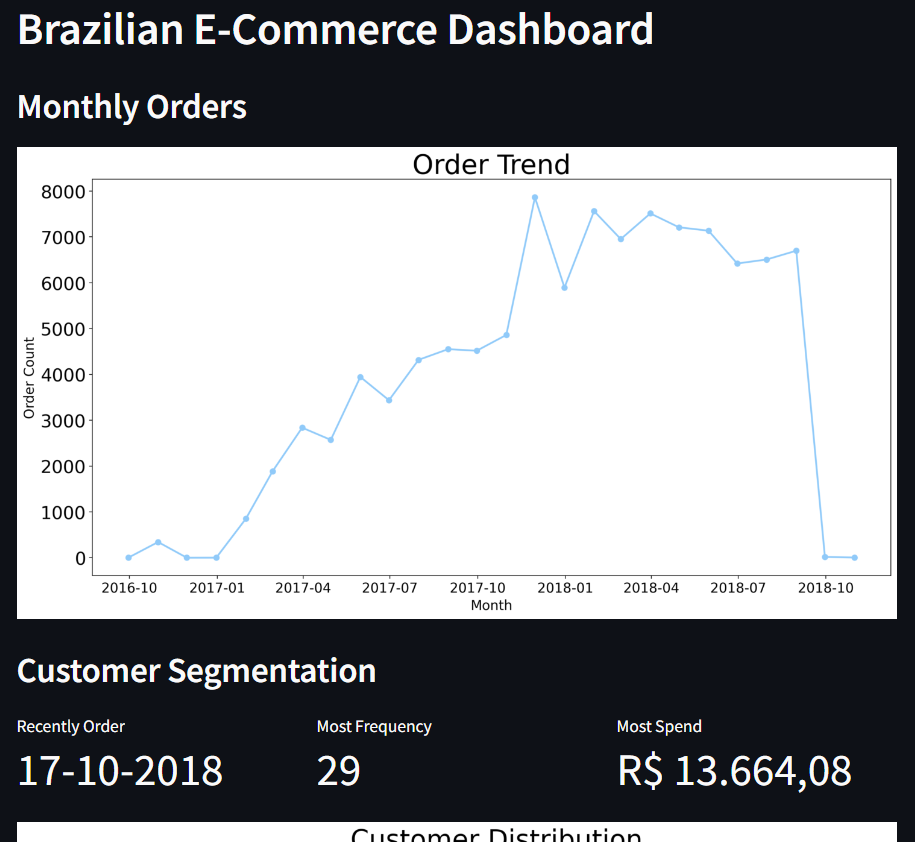 Brazilian E-Commerce Dashboard
Monthly Orders
Order Trend
8000
7000
6000
5000
4000
3000
2000
1000
0
Order Count
2016-10 2017-01 2017-04 2017-07 2017-10 2018-01 2018-04 2018-07 2018-10
Month
Customer Segmentation
Recently Order Most Frequency Most Spend
17-10-2018 29 R$ 13.664,08
Customer Distribution